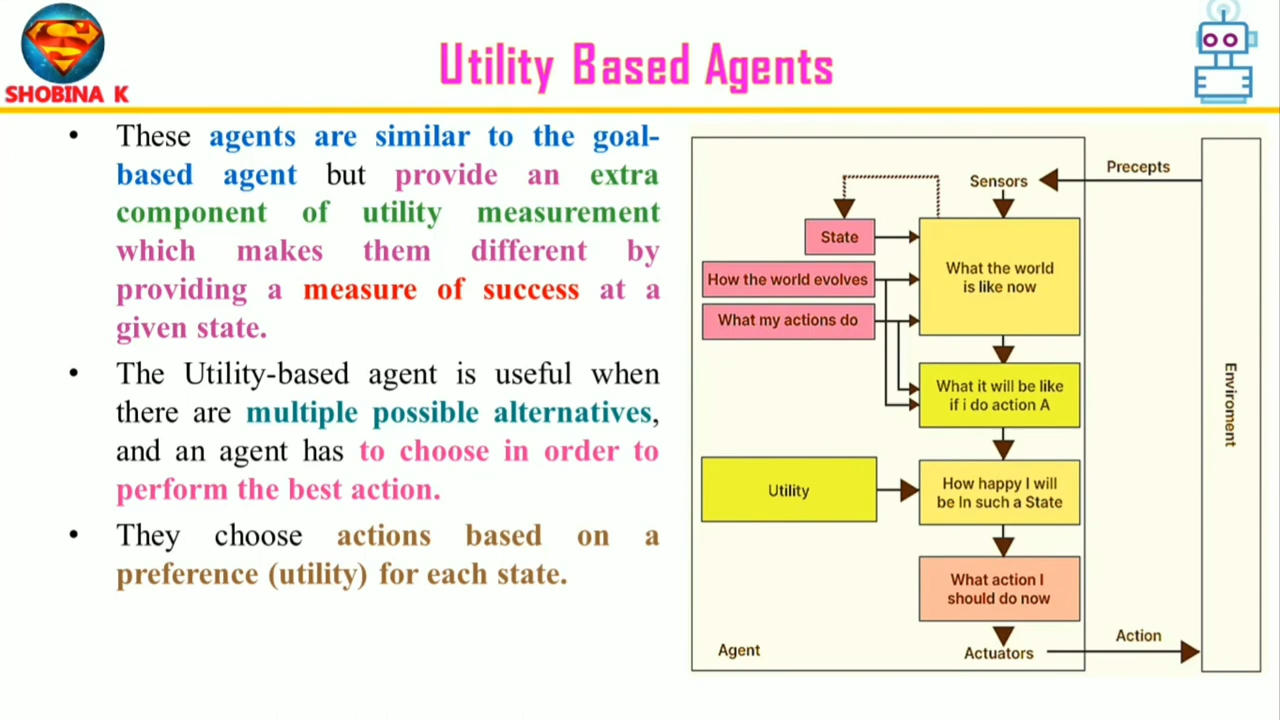 SHOBINA K
Utility Based Agents
• These agents are similar to the goal-
based agent but provide an extra
component of utility measurement
which makes them different by
providing a measure of success at a
given state.
• The Utility-based agent is useful when
there are multiple possible alternatives,
and an agent has to choose in order to
perform the best action.
• They choose actions based on a
preference (utility) for each state.
Precepts
Sensors
State
How the world evolves
What my actions do
What the world
is like now
What it will be like
if i do action A
Utility
How happy I will
be In such a State
What action I
should do now
Agent
Actuators
Action
Enviroment